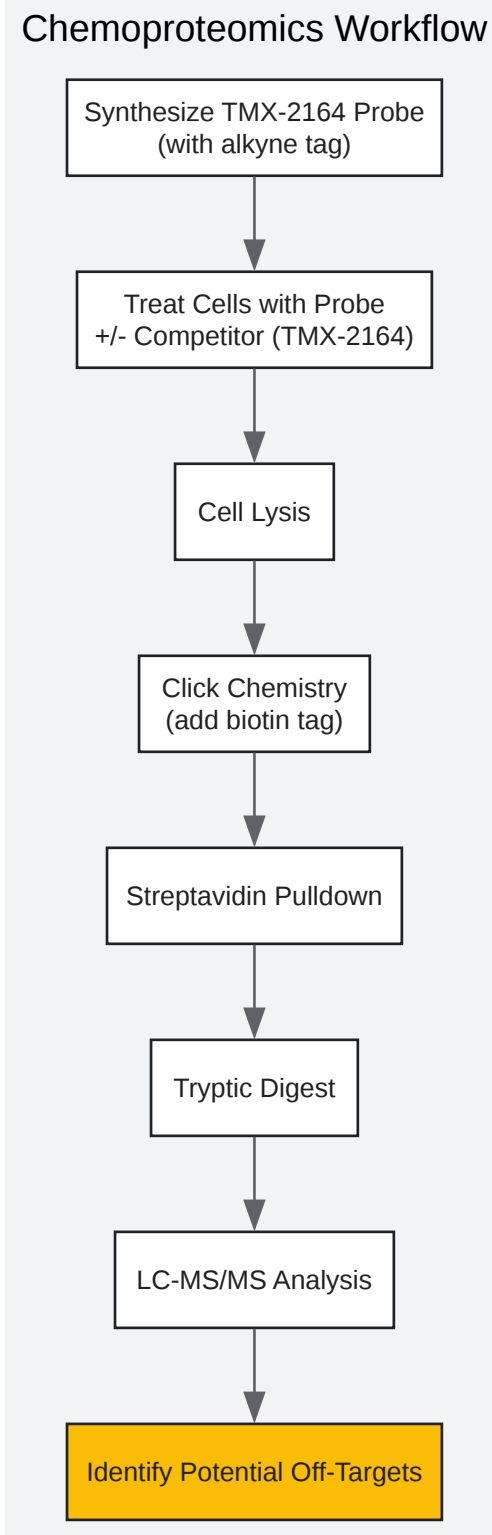 Chemoproteomics Workflow
Synthesize TMX-2164 Probe
(with alkyne tag)
Treat Cells with Probe
+/- Competitor (TMX-2164)
Cell Lysis
Click Chemistry
(add biotin tag)
Streptavidin Pulldown
Tryptic Digest
LC-MS/MS Analysis
Identify Potential Off-Targets